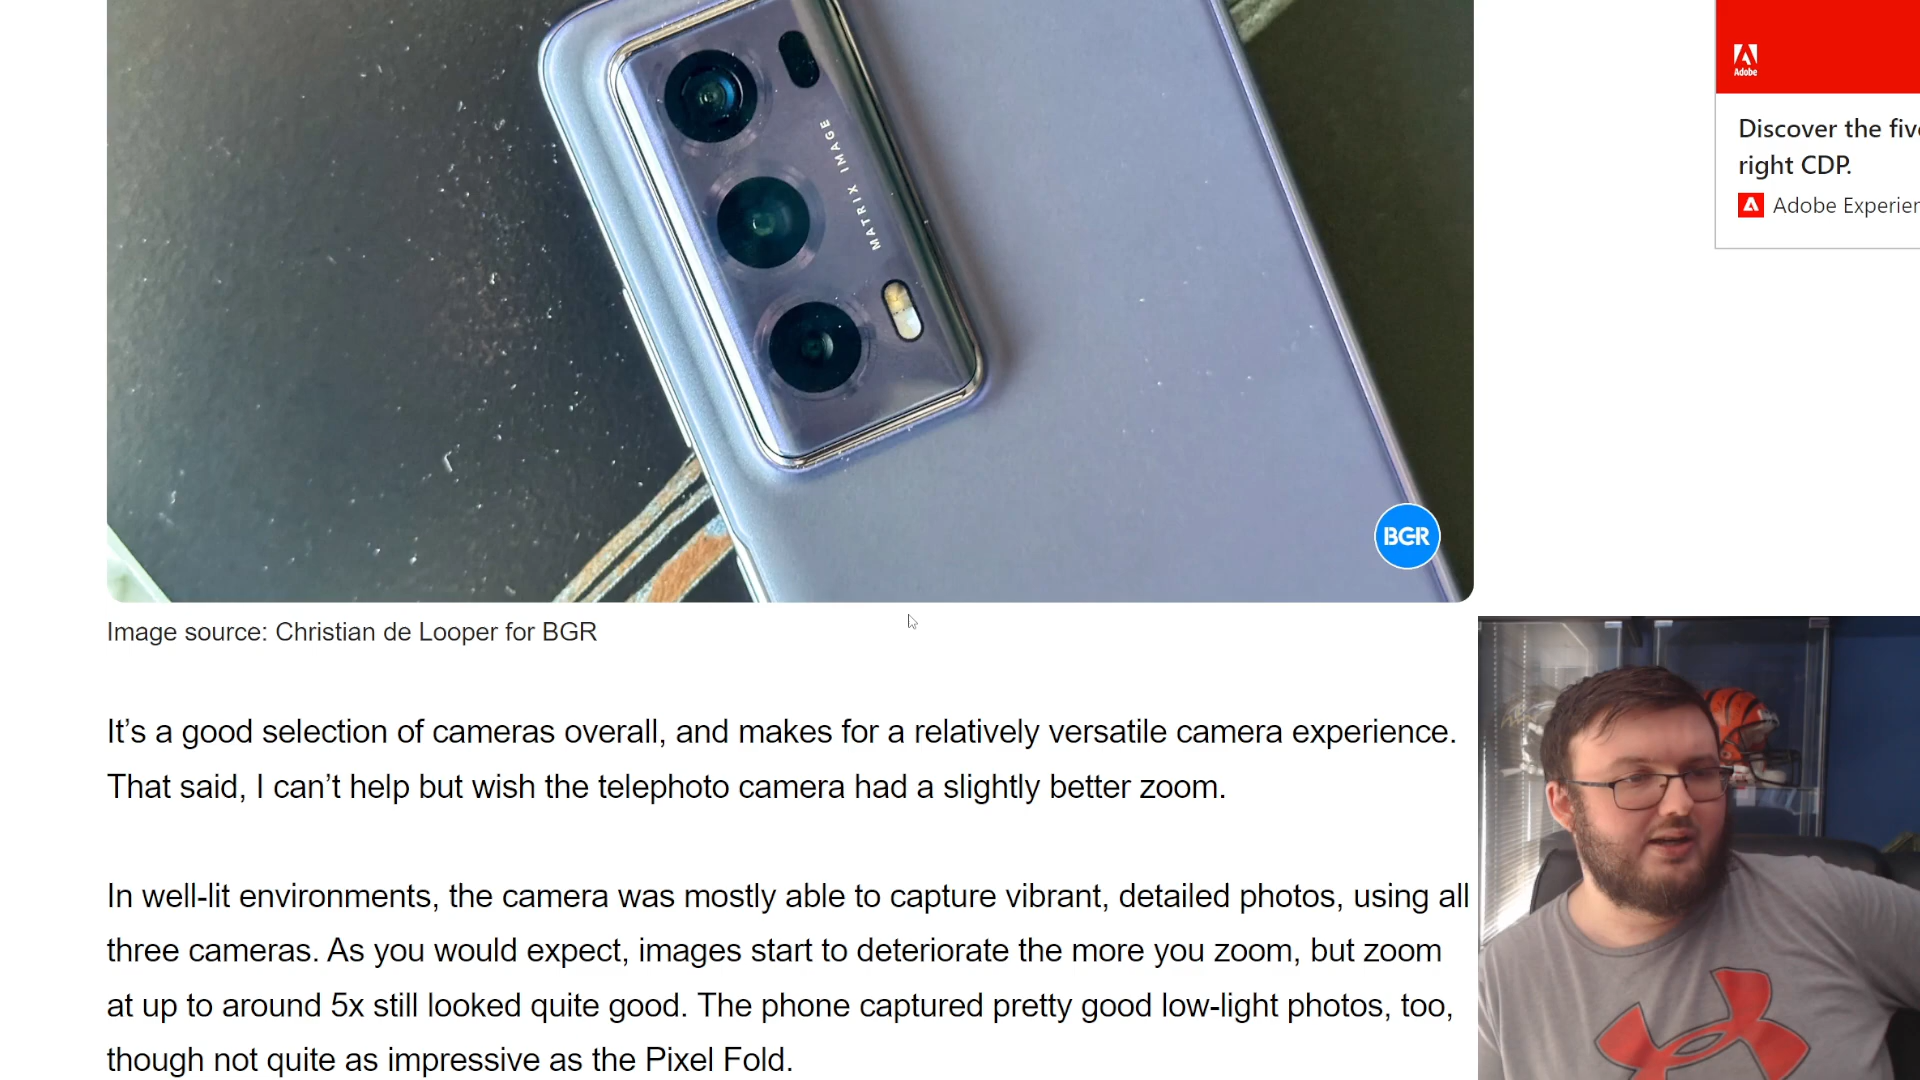 Adobe
Discover the five
right CDP.
Adobe Experien
MATRIX IMAGE
BGR
Image source: Christian de Looper for BGR
It’s a good selection of cameras overall, and makes for a relatively versatile camera experience.
That said, I can’t help but wish the telephoto camera had a slightly better zoom.
In well-lit environments, the camera was mostly able to capture vibrant, detailed photos, using all
three cameras. As you would expect, images start to deteriorate the more you zoom, but zoom
at up to around 5x still looked quite good. The phone captured pretty good low-light photos, too,
though not quite as impressive as the Pixel Fold.